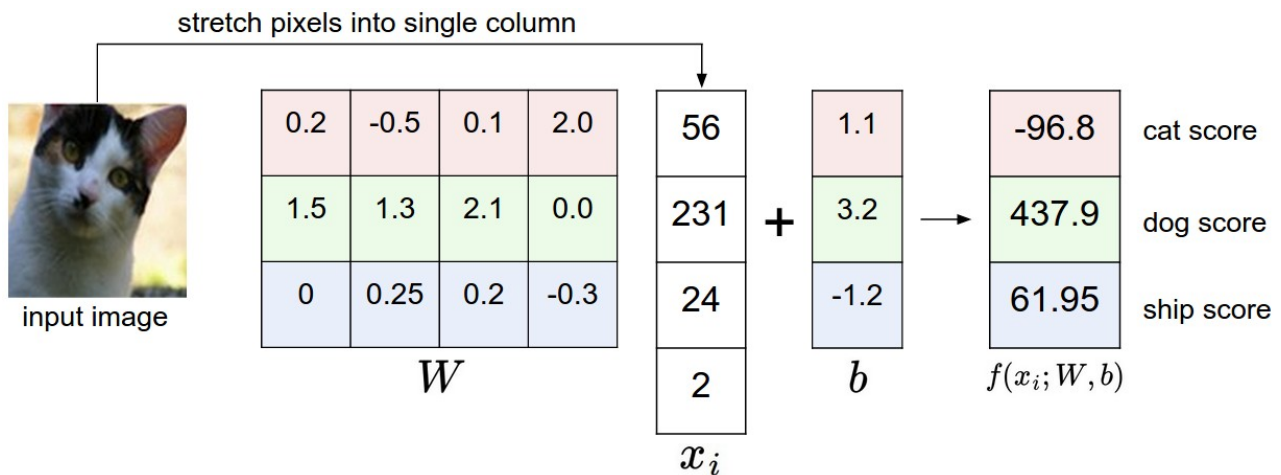 stretch pixels into single column
0.2 -0.5 0.1 2.0 56 1.1 -96.8 cat score
1.5 1.3 2.1 0.0 231 + 3.2 437.9 dog score
0 0.25 0.2 -0.3 24 -1.2 61.95 ship score
input image
W 2 b f(x_i; W, b)
x_i